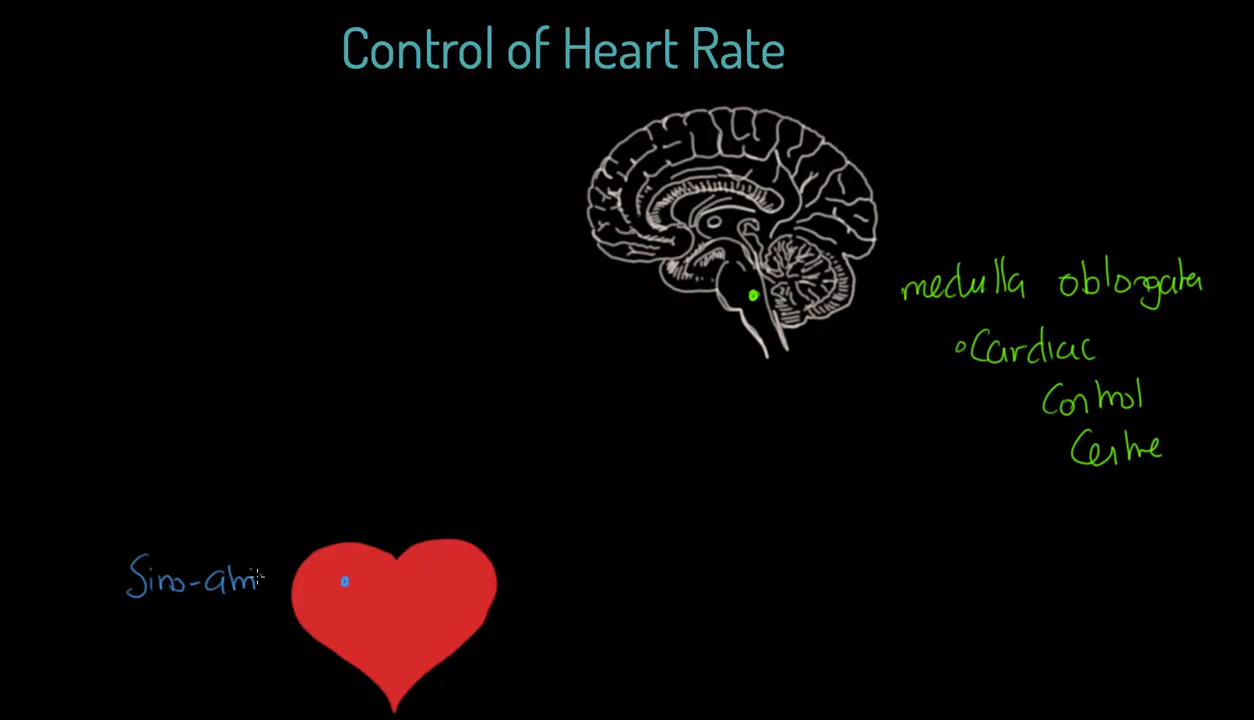 Control of Heart Rate
medulla oblongata
Cardiac
Control
Centre
Sino-atri